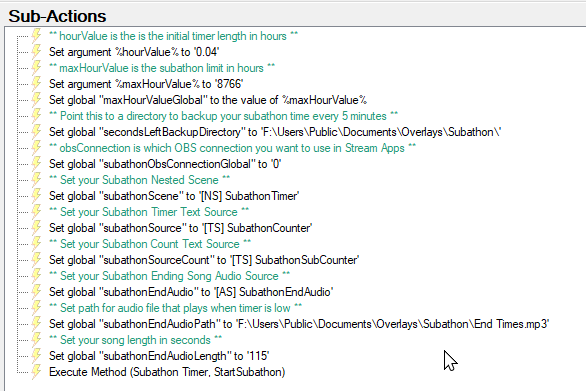 Sub-Actions
** hourValue is the is the initial timer length in hours **
Set argument %hourValue% to '0.04'
** maxHourValue is the subathon limit in hours **
Set argument %maxHourValue% to '8766'
Set global "maxHourValueGlobal" to the value of %maxHourValue%
** Point this to a directory to backup your subathon time every 5 minutes **
Set global "secondsLeftBackupDirectory" to 'F:\Users\Public\Documents\Overlays\Subathon\'
** obsConnection is which OBS connection you want to use in Stream Apps **
Set global "subathonObsConnectionGlobal" to '0'
** Set your Subathon Nested Scene **
Set global "subathonScene" to '[NS] SubathonTimer'
** Set your Subathon Timer Text Source **
Set global "subathonSource" to '[TS] SubathonCounter'
** Set your Subathon Count Text Source **
Set global "subathonSourceCount" to '[TS] SubathonSubCounter'
** Set your Subathon Ending Song Audio Source **
Set global "subathonEndAudio" to '[AS] SubathonEndAudio'
** Set path for audio file that plays when timer is low **
Set global "subathonEndAudioPath" to 'F:\Users\Public\Documents\Overlays\Subathon\End Times.mp3'
** Set your song length in seconds **
Set global "subathonEndAudioLength" to '115'
Execute Method (Subathon Timer, StartSubathon)